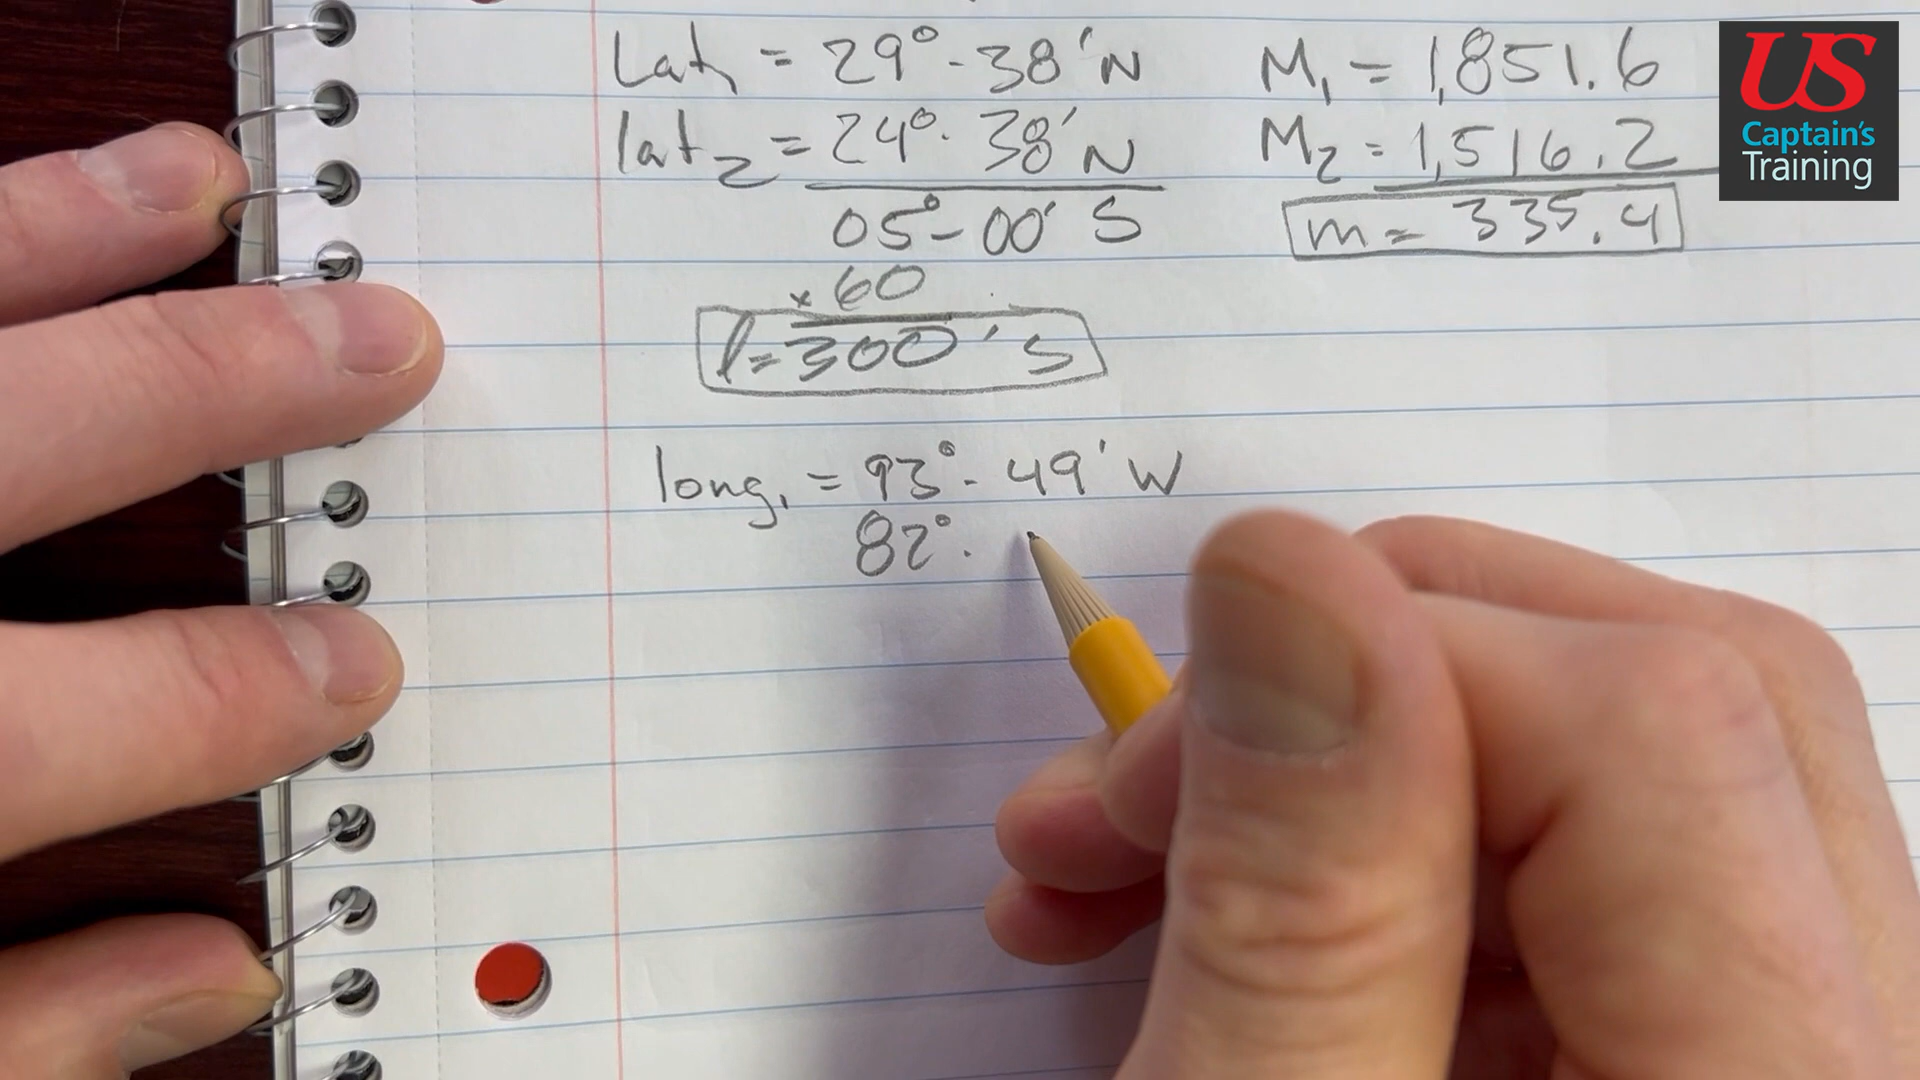 Lat₁ = 29° - 38' N M₁ = 1,851.6
lat₂ = 24° - 38' N M₂ = 1,516.2
05° - 00' S m = 335.4
x 60
l = 300' S
long₁ = 93° - 49' W
82° -
US
Captain's
Training